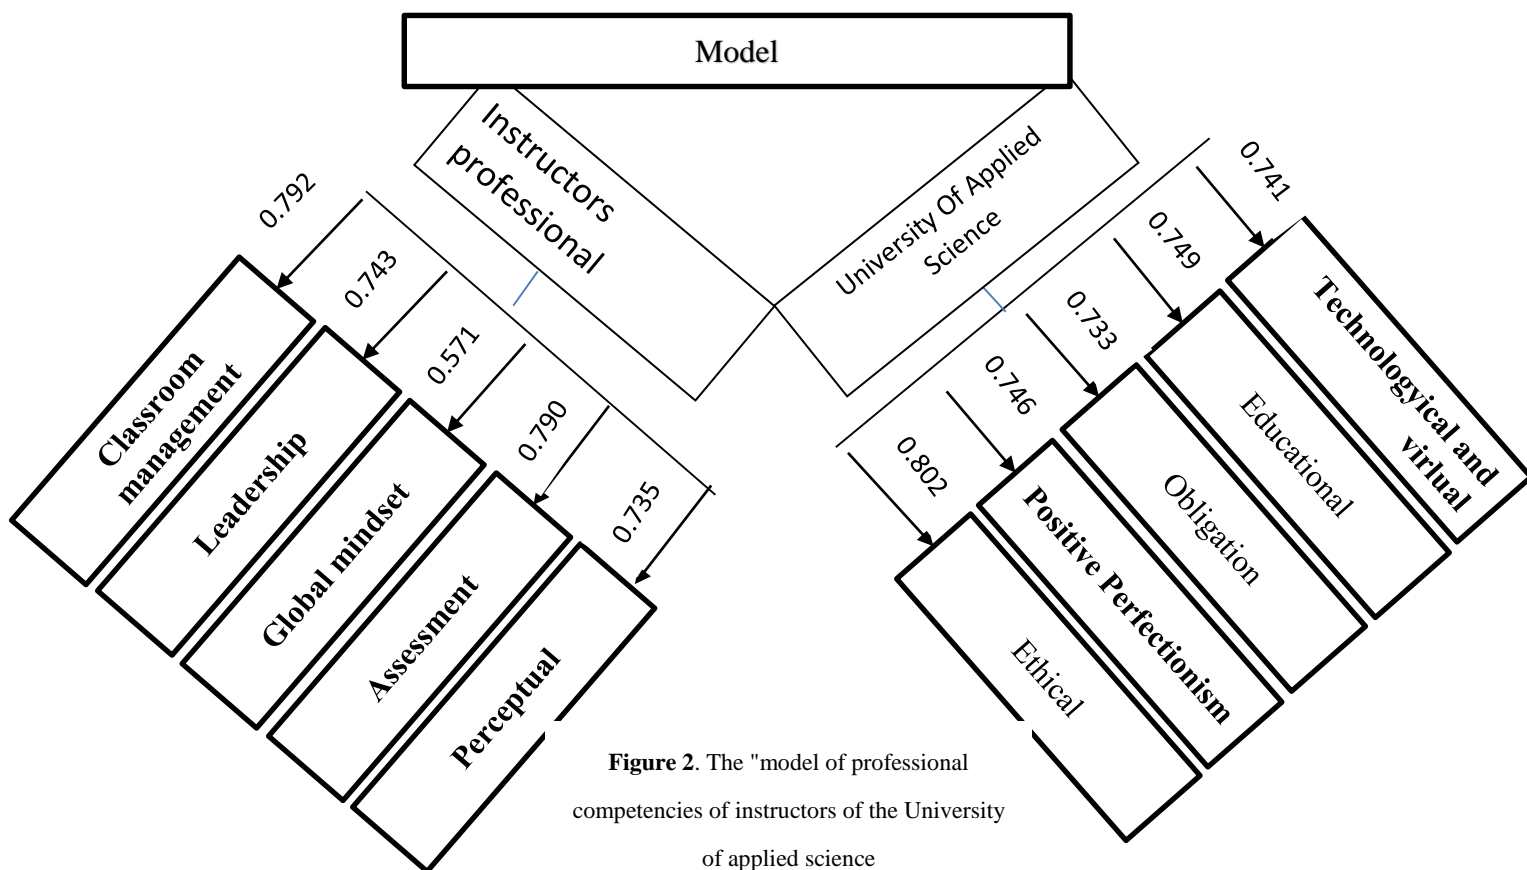 Model
Instructors
professional
University Of Applied
Science
0.792
0.743
0.571
0.790
0.735
Classroom
management
Leadership
Global mindset
Assessment
Perceptual
0.741
0.749
0.733
0.746
0.802
Technologyical and
virlual
Educational
Obligation
Positive Perfectionism
Ethical
Figure 2. The "model of professional
competencies of instructors of the University
of applied science